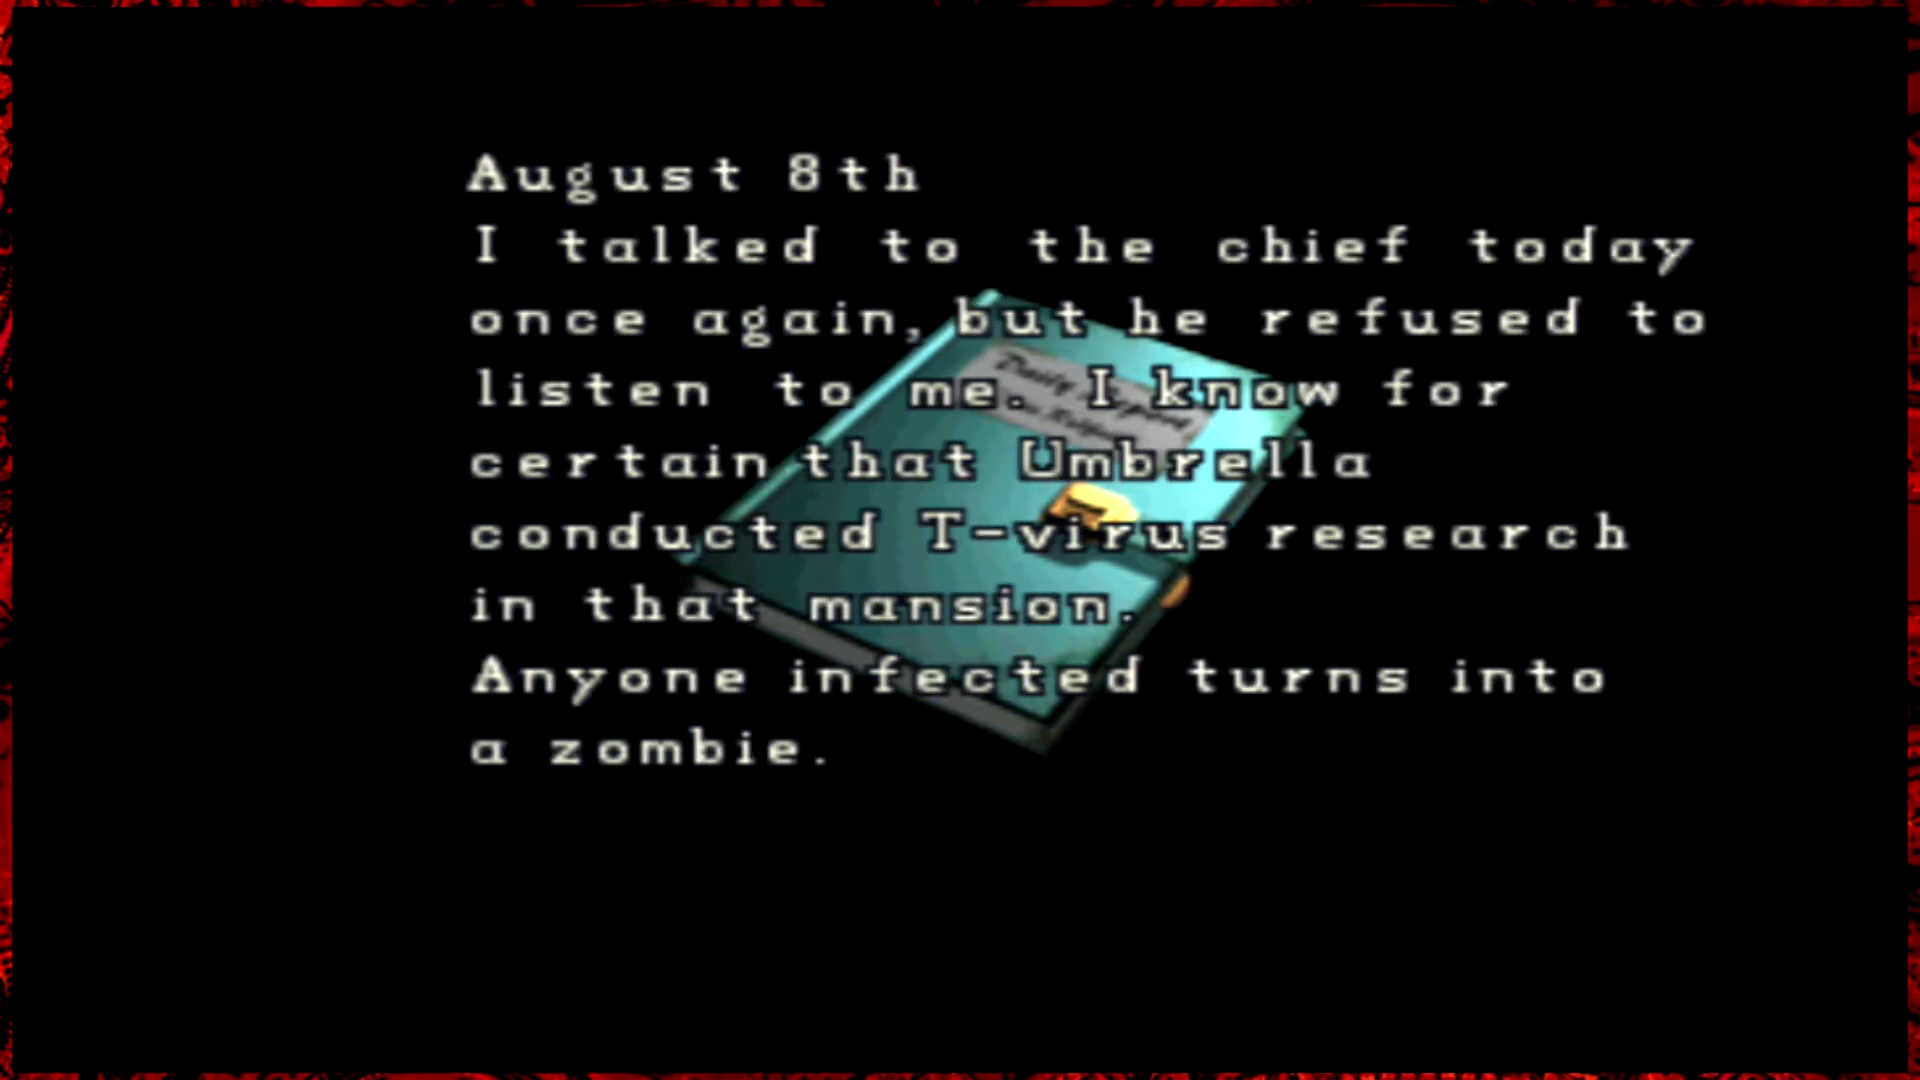 August 8th
I talked to the chief today
once again, but he refused to
listen to me. I know for
certain that Umbrella
conducted T-virus research
in that mansion.
Anyone infected turns into
a zombie.
Daily